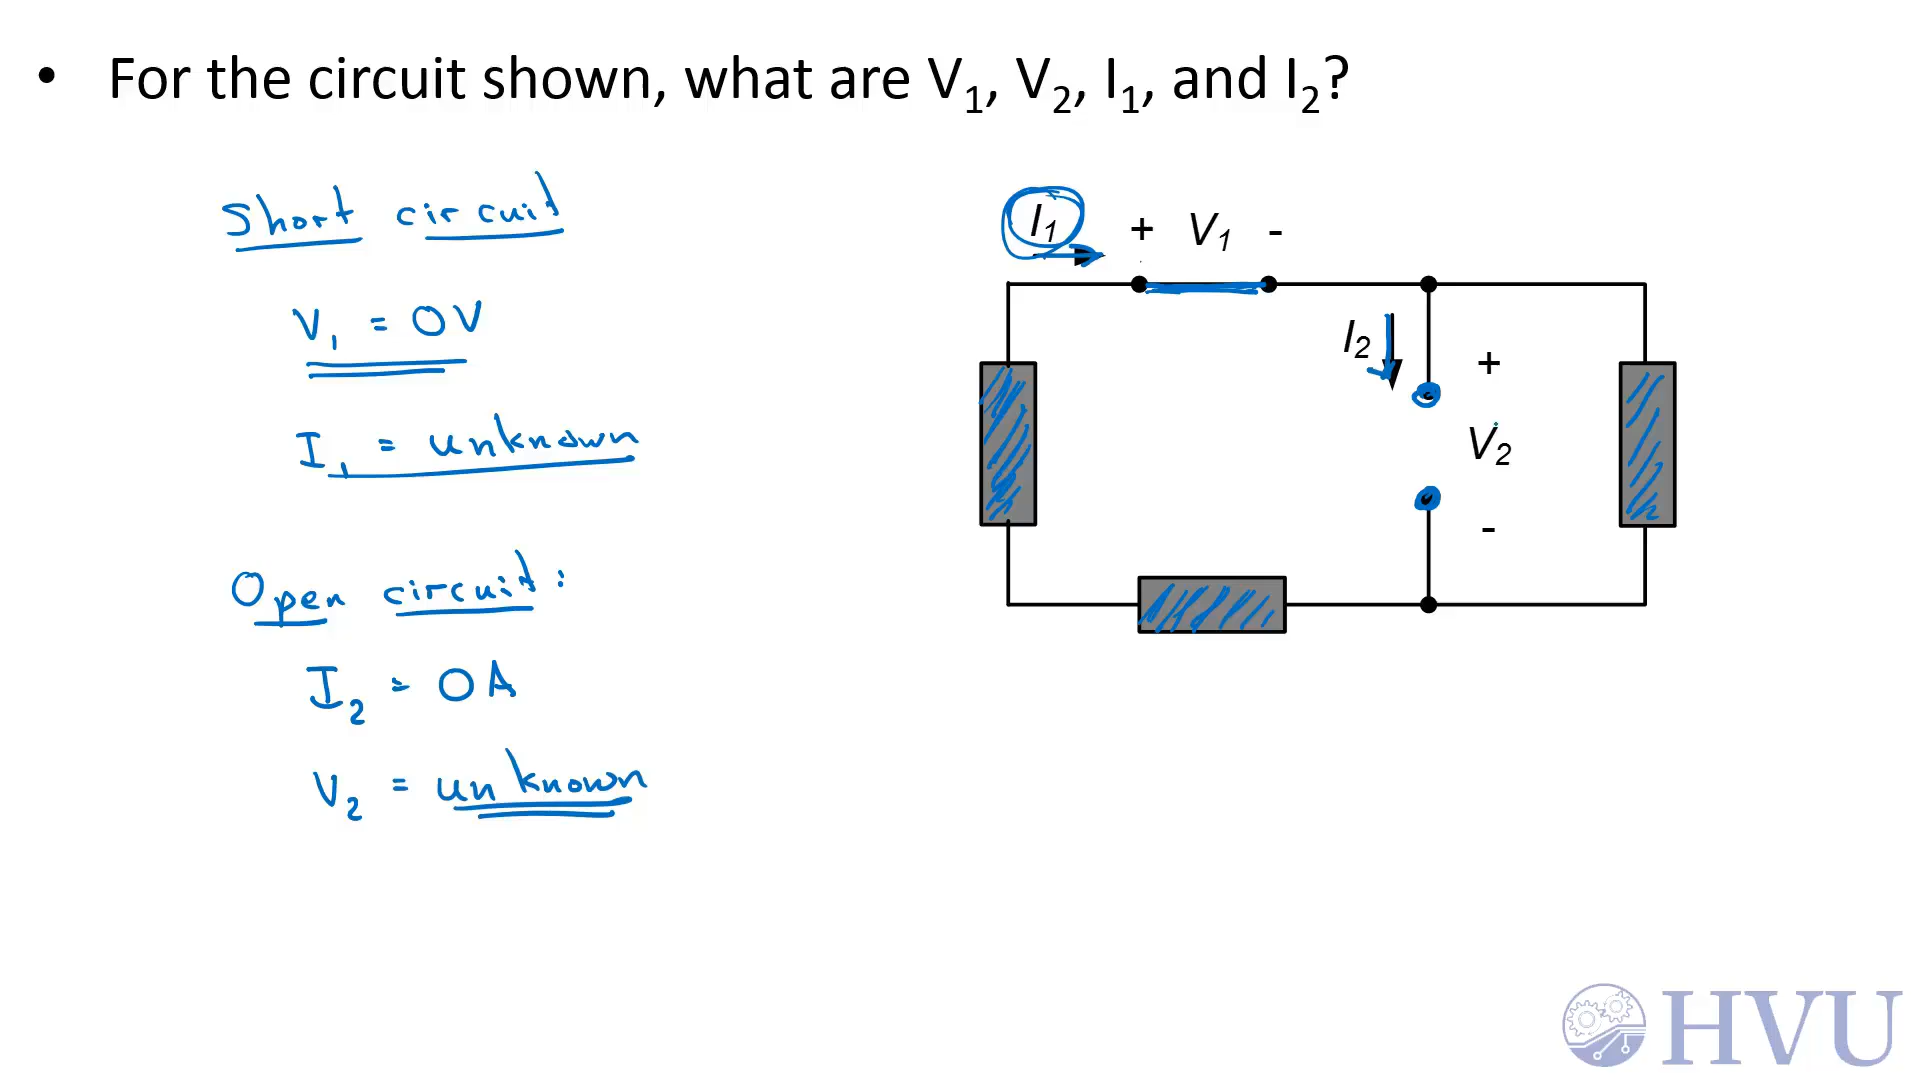 • For the circuit shown, what are V₁, V₂, I₁, and I₂?
Short circuit
V₁ = 0V
I₁ = unknown
Open circuit:
I₂ = 0A
V₂ = unknown
I₁ + V₁ -
I₂
+
V₂
-
HVU